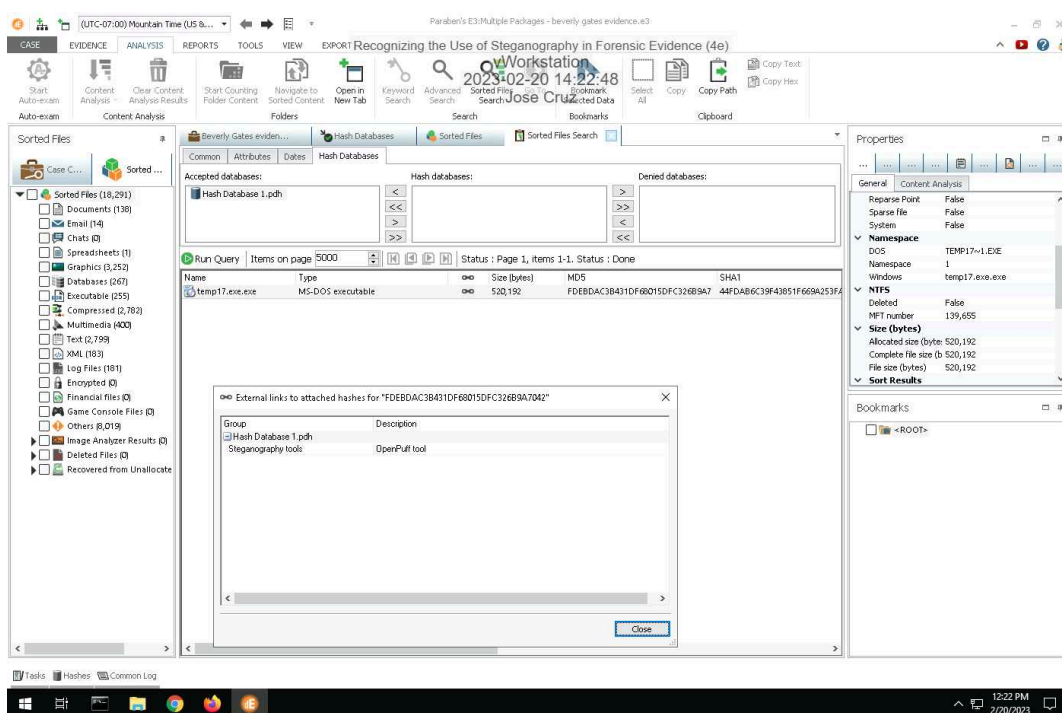 (UTC-07:00) Mountain Time (US &...
Paraben's E3:Multiple Packages - beverly gates evidence.e3
CASE EVIDENCE ANALYSIS REPORTS TOOLS VIEW EXPORT
Recognizing the Use of Steganography in Forensic Evidence (4e)
vWorkstation
2023-02-20 14:22:48
Jose Cruz
Start Auto-exam
Content Analysis
Clear Content Analysis Results
Start Counting Folder Content
Navigate to Sorted Content
Open in New Tab
Keyword Search
Advanced Search
Sorted Files Search
Go To
Bookmark Selected Data
Select All
Copy
Copy Path
Copy Text
Copy Hex
Auto-exam Content Analysis Folders Search Bookmarks Clipboard
Sorted Files
Case C... Sorted ...
Sorted Files (18,291)
Documents (138)
Email (14)
Chats (0)
Spreadsheets (1)
Graphics (3,252)
Databases (267)
Executable (255)
Compressed (2,782)
Multimedia (400)
Text (2,799)
XML (183)
Log Files (181)
Encrypted (0)
Financial files (0)
Game Console Files (0)
Others (8,019)
Image Analyzer Results (0)
Deleted Files (0)
Recovered from Unallocate
Beverly Gates eviden... Hash Databases Sorted Files Sorted Files Search
Common Attributes Dates Hash Databases
Accepted databases: Hash databases: Denied databases:
Hash Database 1.pdh
< > 
<< >>
> <
>> <<
Run Query Items on page 5000 Status : Page 1, items 1-1. Status : Done
Name Type Size (bytes) MD5 SHA1
temp17.exe.exe MS-DOS executable 520,192 FDEBDAC3B431DF68015DFC326B9A7 44FDAB6C39F43851F669A253FA
External links to attached hashes for "FDEBDAC3B431DF68015DFC326B9A7042"
Group Description
Hash Database 1.pdh
Steganography tools OpenPuff tool
Close
Properties
General Content Analysis
Reparse Point False
Sparse file False
System False
Namespace
DOS TEMP17~1.EXE
Namespace 1
Windows temp17.exe.exe
NTFS
Deleted False
MFT number 139,655
Size (bytes)
Allocated size (byte: 520,192
Complete file size (b 520,192
File size (bytes) 520,192
Sort Results
Bookmarks
<ROOT>
Tasks Hashes Common Log
12:22 PM
2/20/2023